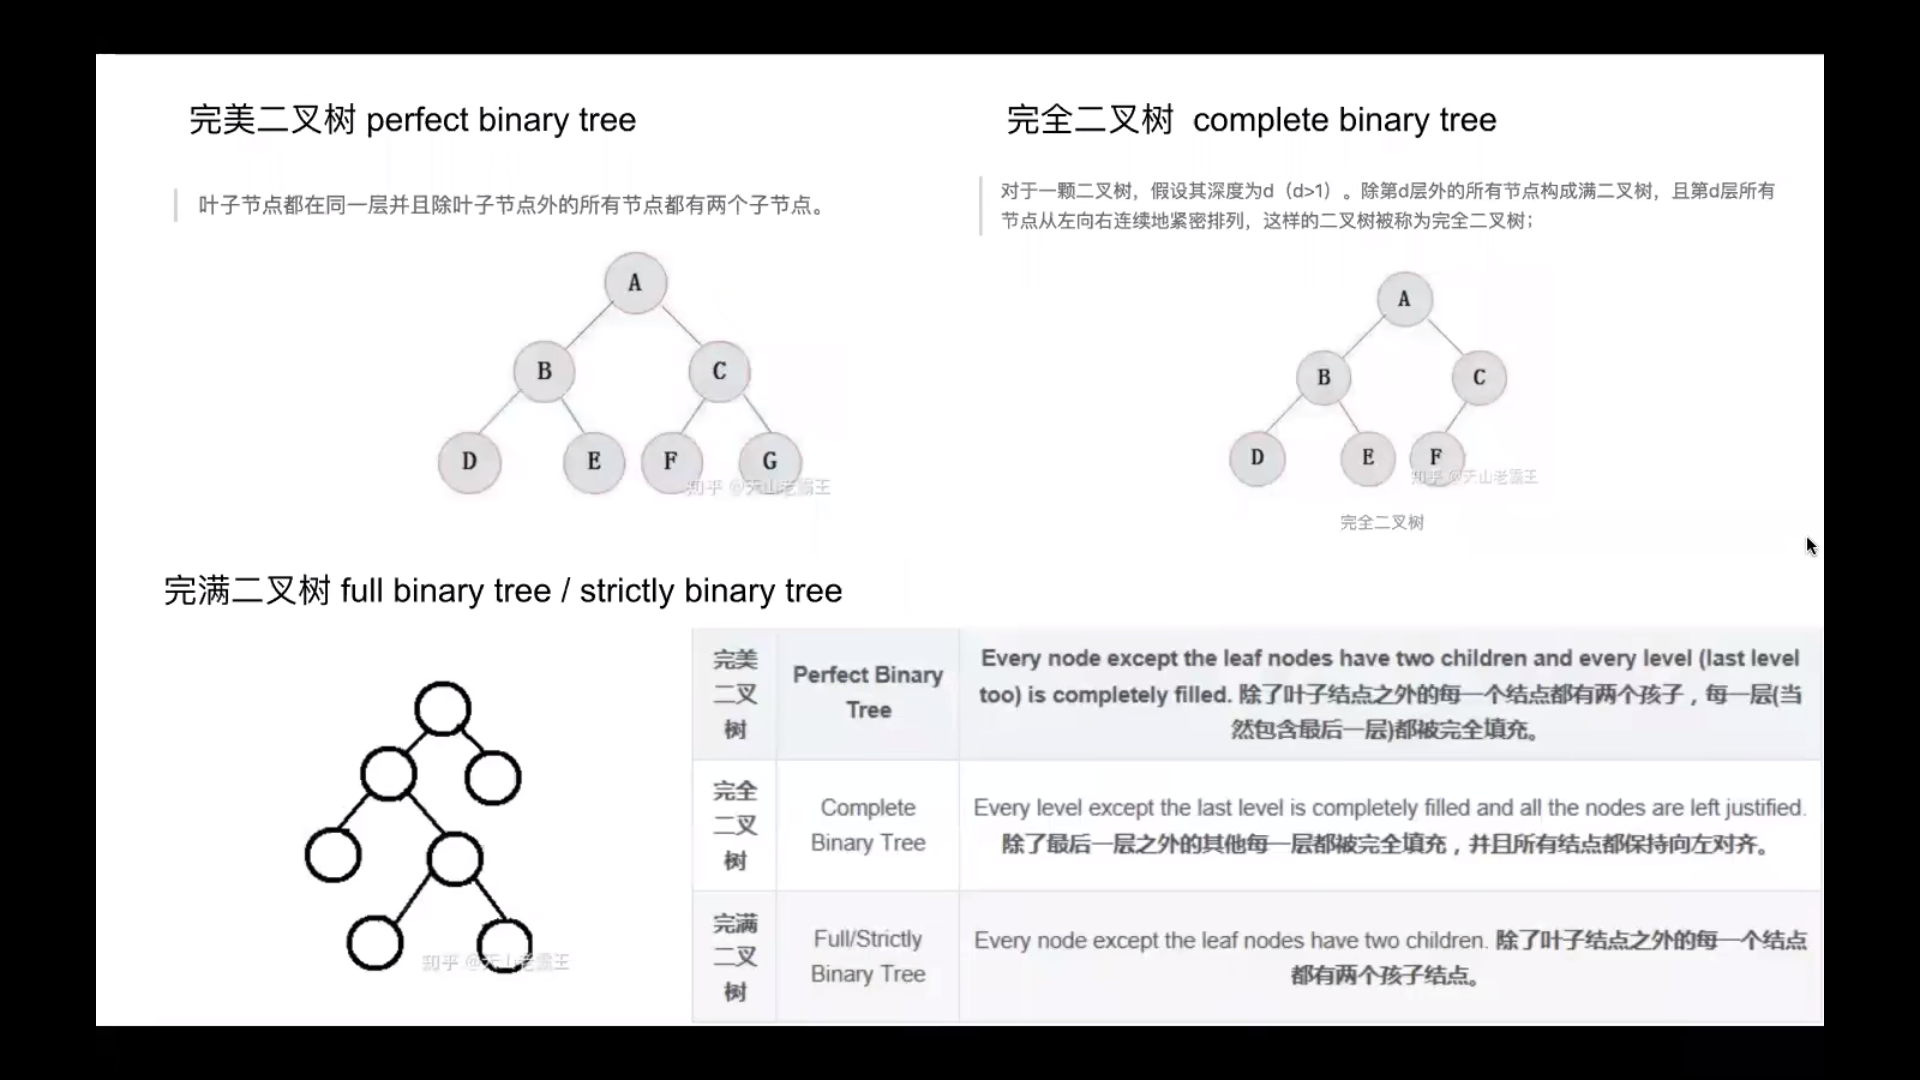 完美二叉树 perfect binary tree
叶子节点都在同一层并且除叶子节点外的所有节点都有两个子节点。
A
B
C
D
E
F
G
知乎 @天山老霸王
完全二叉树 complete binary tree
对于一颗二叉树，假设其深度为d（d>1）。除第d层外的所有节点构成满二叉树，且第d层所有
节点从左向右连续地紧密排列，这样的二叉树被称为完全二叉树；
A
B
C
D
E
F
知乎 @天山老霸王
完全二叉树
完满二叉树 full binary tree / strictly binary tree
知乎 @天山老霸王
完美
二叉
树
Perfect Binary
Tree
Every node except the leaf nodes have two children and every level (last level
too) is completely filled. 除了叶子结点之外的每一个结点都有两个孩子，每一层(当
然包含最后一层)都被完全填充。
完全
二叉
树
Complete
Binary Tree
Every level except the last level is completely filled and all the nodes are left justified.
除了最后一层之外的其他每一层都被完全填充，并且所有结点都保持向左对齐。
完满
二叉
树
Full/Strictly
Binary Tree
Every node except the leaf nodes have two children. 除了叶子结点之外的每一个结点
都有两个孩子结点。